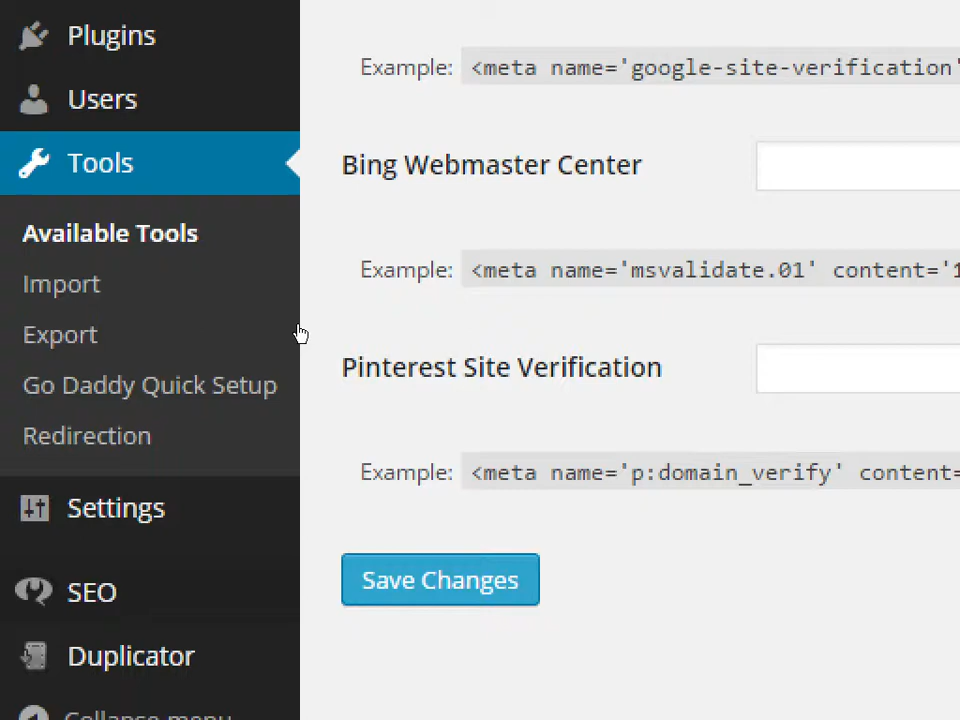 Plugins
Users
Tools
Available Tools
Import
Export
Go Daddy Quick Setup
Redirection
Settings
SEO
Duplicator
Collapse menu
Example: <meta name='google-site-verification'
Bing Webmaster Center
Example: <meta name='msvalidate.01' content='1
Pinterest Site Verification
Example: <meta name='p:domain_verify' content=
Save Changes